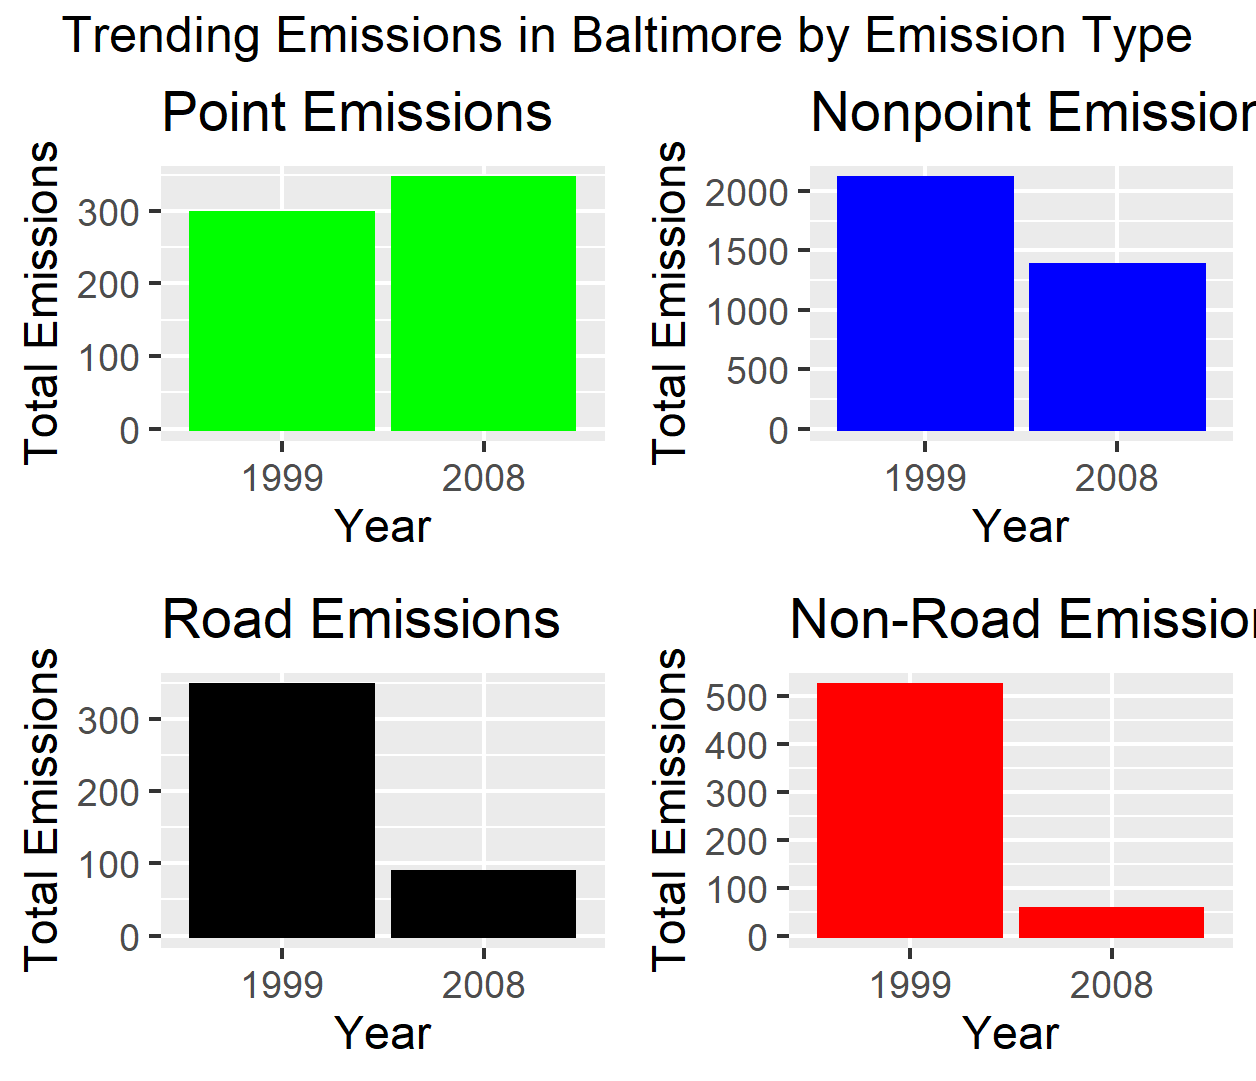 Trending Emissions in Baltimore by Emission Type
Point Emissions
Total Emissions
300
200
100
0
1999 2008
Year
Nonpoint Emission
Total Emissions
2000
1500
1000
500
0
1999 2008
Year
Road Emissions
Total Emissions
300
200
100
0
1999 2008
Year
Non-Road Emission
Total Emissions
500
400
300
200
100
0
1999 2008
Year